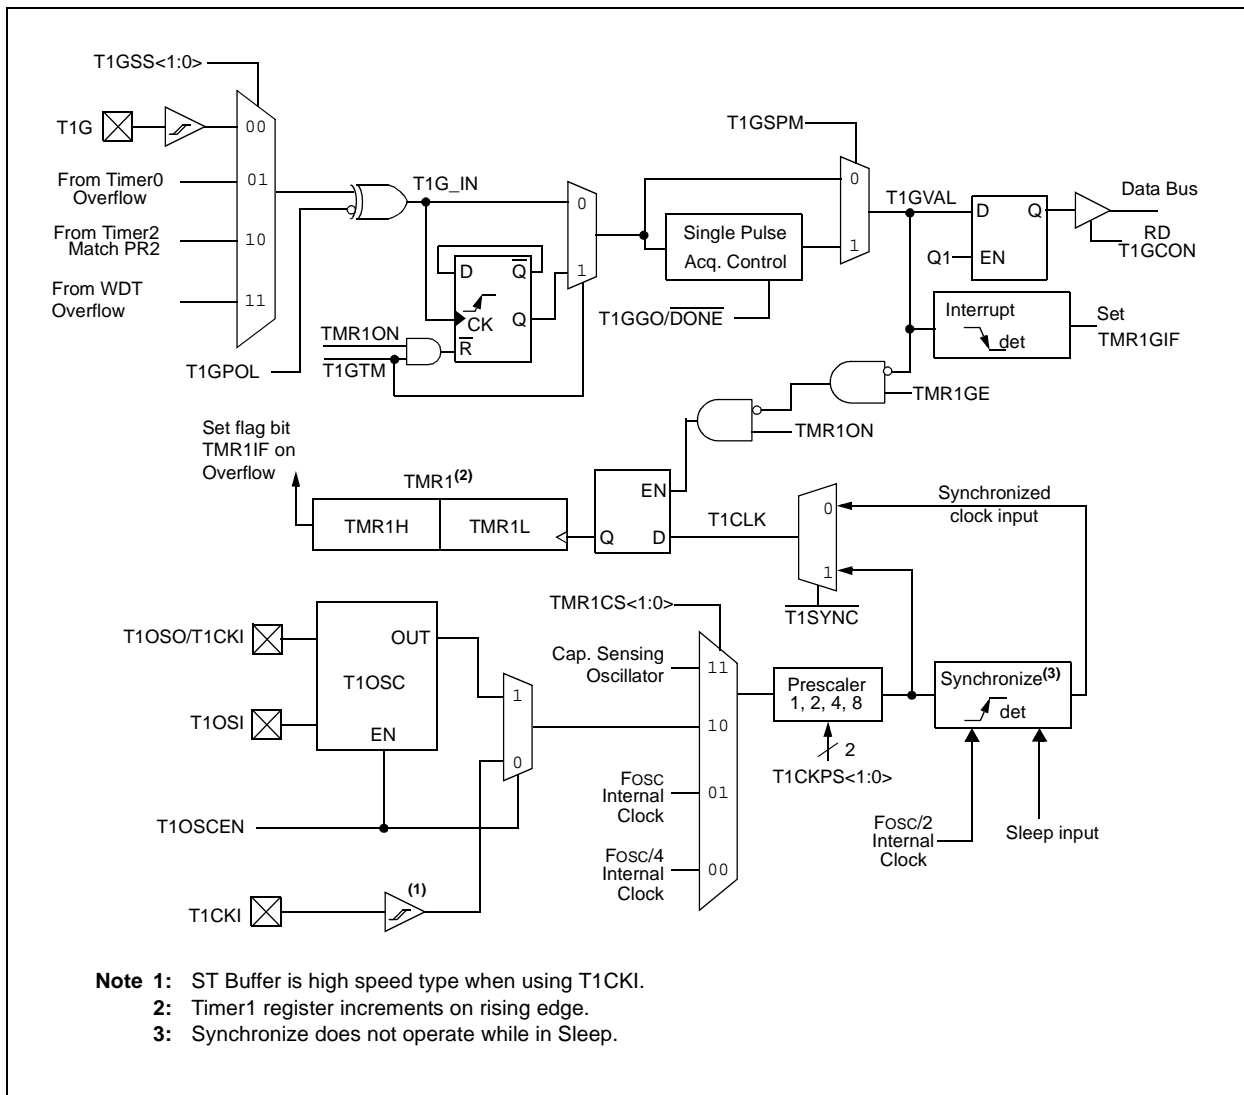 T1GSS<1:0>
T1G
00
From Timer0
Overflow
01
From Timer2
Match PR2
10
From WDT
Overflow
11
T1GPOL
T1G_IN
D
Q
CK
Q
R
TMR1ON
T1GTM
0
1
T1GSPM
Single Pulse
Acq. Control
T1GGO/DONE
0
1
T1GVAL
D
Q
Q1
EN
Data Bus
RD
T1GCON
Interrupt
det
Set
TMR1GIF
TMR1GE
TMR1ON
Set flag bit
TMR1IF on
Overflow
TMR1(2)
TMR1H
TMR1L
EN
Q
D
T1CLK
0
1
T1SYNC
Synchronized
clock input
T1OSO/T1CKI
OUT
T1OSC
T1OSI
EN
1
0
T1OSCEN
T1CKI
(1)
TMR1CS<1:0>
Cap. Sensing
Oscillator
11
10
FOSC
Internal
Clock
01
FOSC/4
Internal
Clock
00
Prescaler
1, 2, 4, 8
2
T1CKPS<1:0>
Synchronize(3)
det
FOSC/2
Internal
Clock
Sleep input
Note 1: ST Buffer is high speed type when using T1CKI.
2: Timer1 register increments on rising edge.
3: Synchronize does not operate while in Sleep.